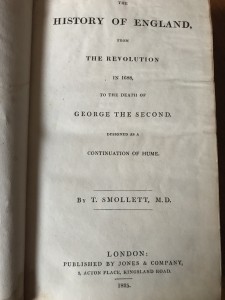 THE
HISTORY OF ENGLAND,
FROM
THE REVOLUTION
IN 1688,
TO THE DEATH OF
GEORGE THE SECOND.
DESIGNED AS A
CONTINUATION OF HUME.
BY T. SMOLLETT, M.D.
LONDON:
PUBLISHED BY JONES & COMPANY,
3, ACTON PLACE, KINGSLAND ROAD.